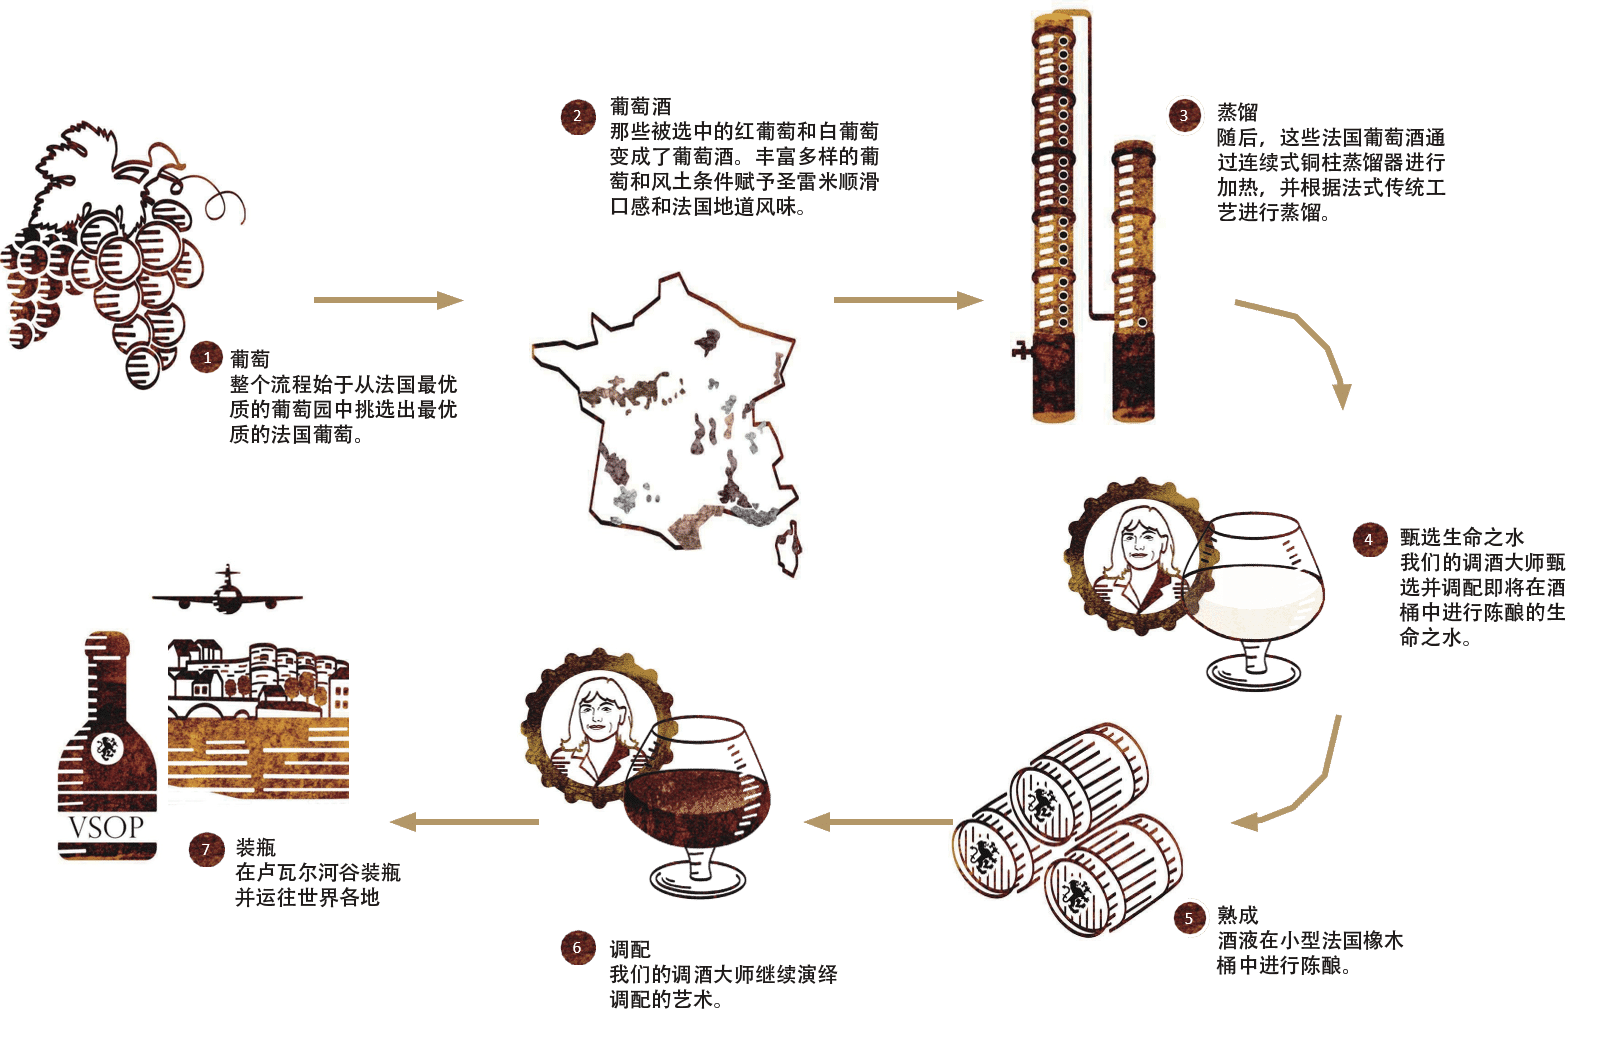 1
葡萄
整个流程始于从法国最优
质的葡萄园中挑选出最优
质的法国葡萄。
2
葡萄酒
那些被选中的红葡萄和白葡萄
变成了葡萄酒。丰富多样的葡
萄和风土条件赋予圣雷米顺滑
口感和法国地道风味。
3
蒸馏
随后，这些法国葡萄酒通
过连续式铜柱蒸馏器进行
加热，并根据法式传统工
艺进行蒸馏。
4
甄选生命之水
我们的调酒大师甄
选并调配即将在酒
桶中进行陈酿的生
命之水。
5
熟成
酒液在小型法国橡木
桶中进行陈酿。
6
调配
我们的调酒大师继续演绎
调配的艺术。
VSOP
7
装瓶
在卢瓦尔河谷装瓶
并运往世界各地